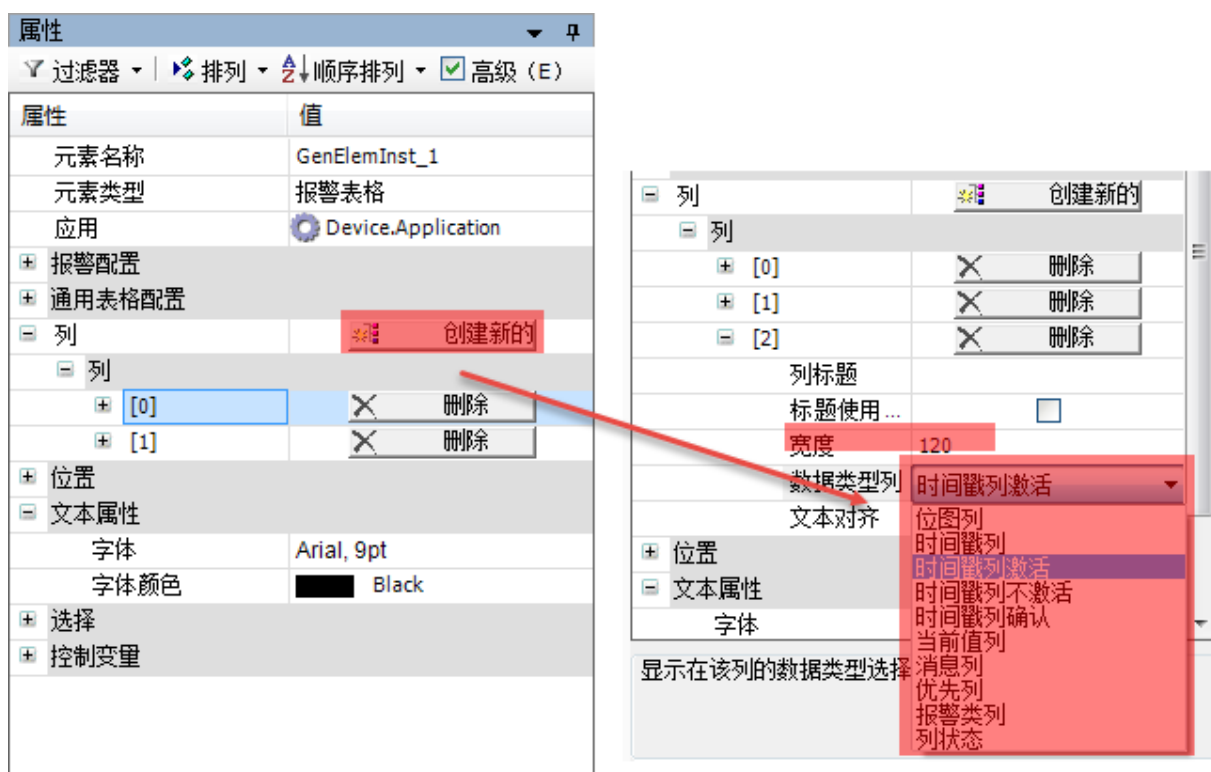 属性
过滤器 排列 顺序排列 高级（E）
属性 值
元素名称 GenElemInst_1
元素类型 报警表格
应用 Device.Application
报警配置
通用表格配置
列 创建新的
列
[0] 删除
[1] 删除
位置
文本属性
字体 Arial, 9pt
字体颜色 Black
选择
控制变量
列 创建新的
列
[0] 删除
[1] 删除
[2] 删除
列标题
标题使用...
宽度 120
数据类型列 时间戳列激活
文本对齐
位置
文本属性
字体
位图列
时间戳列
时间戳列激活
时间戳列不激活
时间戳列确认
当前值列
消息列
优先列
报警类列
列状态
显示在该列的数据类型选择